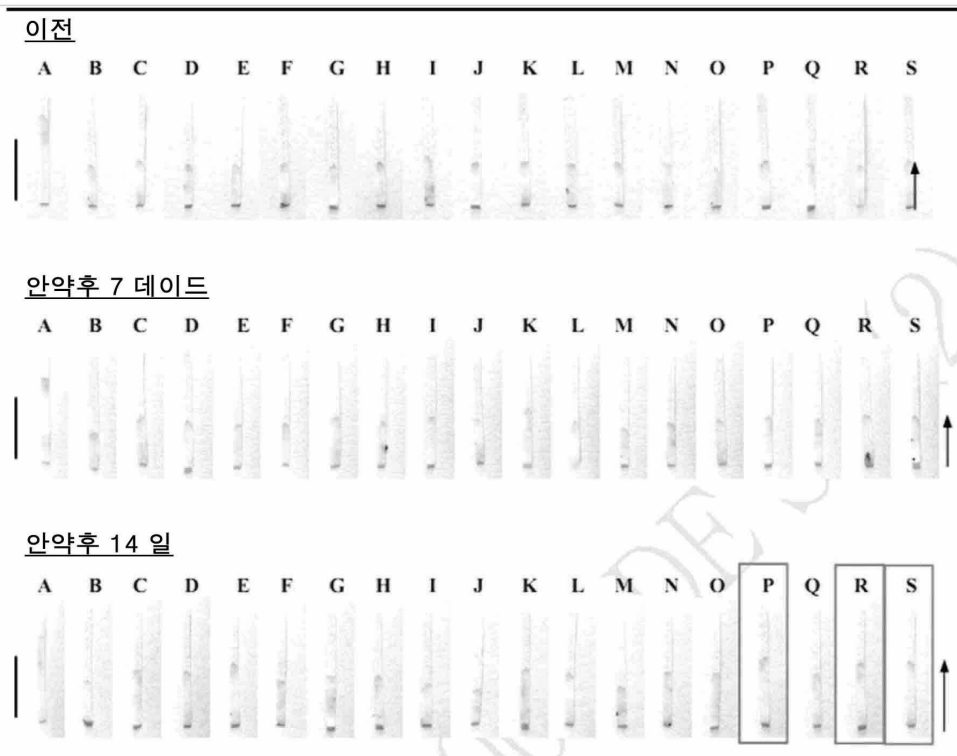 이전
A B C D E F G H I J K L M N O P Q R S
안약후 7 데이드
A B C D E F G H I J K L M N O P Q R S
안약후 14 일
A B C D E F G H I J K L M N O P Q R S